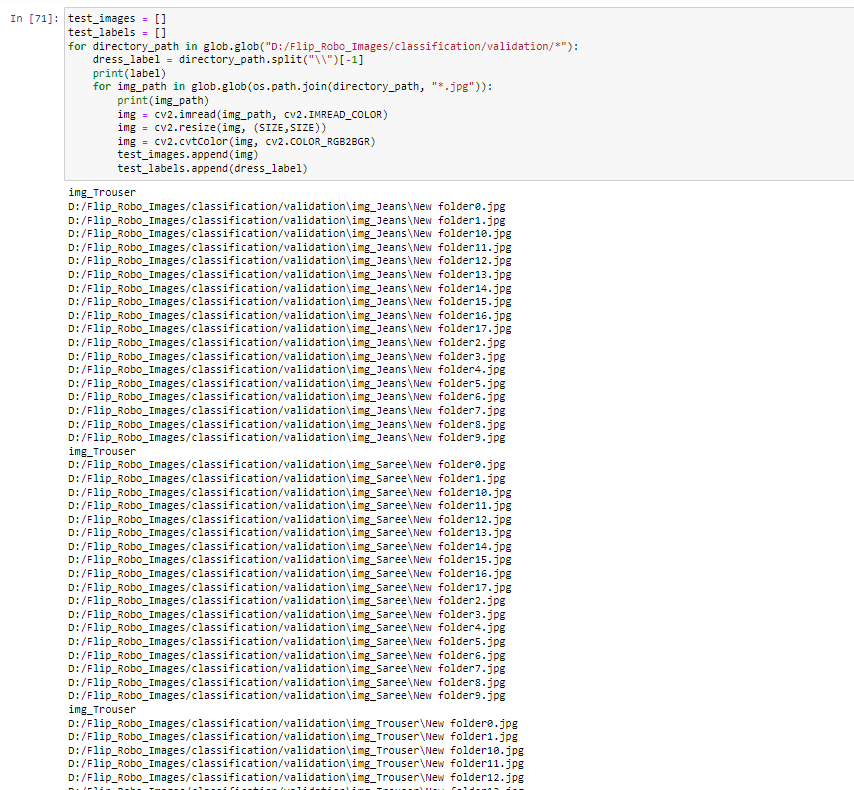 In [71]: test_images = []
test_labels = []
for directory_path in glob.glob("D:/Flip_Robo_Images/classification/validation/*"):
    dress_label = directory_path.split("\\")[-1]
    print(label)
    for img_path in glob.glob(os.path.join(directory_path, "*.jpg")):
        print(img_path)
        img = cv2.imread(img_path, cv2.IMREAD_COLOR)
        img = cv2.resize(img, (SIZE,SIZE))
        img = cv2.cvtColor(img, cv2.COLOR_RGB2BGR)
        test_images.append(img)
        test_labels.append(dress_label)
img_Trouser
D:/Flip_Robo_Images/classification/validation\img_Jeans\New folder0.jpg
D:/Flip_Robo_Images/classification/validation\img_Jeans\New folder1.jpg
D:/Flip_Robo_Images/classification/validation\img_Jeans\New folder10.jpg
D:/Flip_Robo_Images/classification/validation\img_Jeans\New folder11.jpg
D:/Flip_Robo_Images/classification/validation\img_Jeans\New folder12.jpg
D:/Flip_Robo_Images/classification/validation\img_Jeans\New folder13.jpg
D:/Flip_Robo_Images/classification/validation\img_Jeans\New folder14.jpg
D:/Flip_Robo_Images/classification/validation\img_Jeans\New folder15.jpg
D:/Flip_Robo_Images/classification/validation\img_Jeans\New folder16.jpg
D:/Flip_Robo_Images/classification/validation\img_Jeans\New folder17.jpg
D:/Flip_Robo_Images/classification/validation\img_Jeans\New folder2.jpg
D:/Flip_Robo_Images/classification/validation\img_Jeans\New folder3.jpg
D:/Flip_Robo_Images/classification/validation\img_Jeans\New folder4.jpg
D:/Flip_Robo_Images/classification/validation\img_Jeans\New folder5.jpg
D:/Flip_Robo_Images/classification/validation\img_Jeans\New folder6.jpg
D:/Flip_Robo_Images/classification/validation\img_Jeans\New folder7.jpg
D:/Flip_Robo_Images/classification/validation\img_Jeans\New folder8.jpg
D:/Flip_Robo_Images/classification/validation\img_Jeans\New folder9.jpg
img_Trouser
D:/Flip_Robo_Images/classification/validation\img_Saree\New folder0.jpg
D:/Flip_Robo_Images/classification/validation\img_Saree\New folder1.jpg
D:/Flip_Robo_Images/classification/validation\img_Saree\New folder10.jpg
D:/Flip_Robo_Images/classification/validation\img_Saree\New folder11.jpg
D:/Flip_Robo_Images/classification/validation\img_Saree\New folder12.jpg
D:/Flip_Robo_Images/classification/validation\img_Saree\New folder13.jpg
D:/Flip_Robo_Images/classification/validation\img_Saree\New folder14.jpg
D:/Flip_Robo_Images/classification/validation\img_Saree\New folder15.jpg
D:/Flip_Robo_Images/classification/validation\img_Saree\New folder16.jpg
D:/Flip_Robo_Images/classification/validation\img_Saree\New folder17.jpg
D:/Flip_Robo_Images/classification/validation\img_Saree\New folder2.jpg
D:/Flip_Robo_Images/classification/validation\img_Saree\New folder3.jpg
D:/Flip_Robo_Images/classification/validation\img_Saree\New folder4.jpg
D:/Flip_Robo_Images/classification/validation\img_Saree\New folder5.jpg
D:/Flip_Robo_Images/classification/validation\img_Saree\New folder6.jpg
D:/Flip_Robo_Images/classification/validation\img_Saree\New folder7.jpg
D:/Flip_Robo_Images/classification/validation\img_Saree\New folder8.jpg
D:/Flip_Robo_Images/classification/validation\img_Saree\New folder9.jpg
img_Trouser
D:/Flip_Robo_Images/classification/validation\img_Trouser\New folder0.jpg
D:/Flip_Robo_Images/classification/validation\img_Trouser\New folder1.jpg
D:/Flip_Robo_Images/classification/validation\img_Trouser\New folder10.jpg
D:/Flip_Robo_Images/classification/validation\img_Trouser\New folder11.jpg
D:/Flip_Robo_Images/classification/validation\img_Trouser\New folder12.jpg